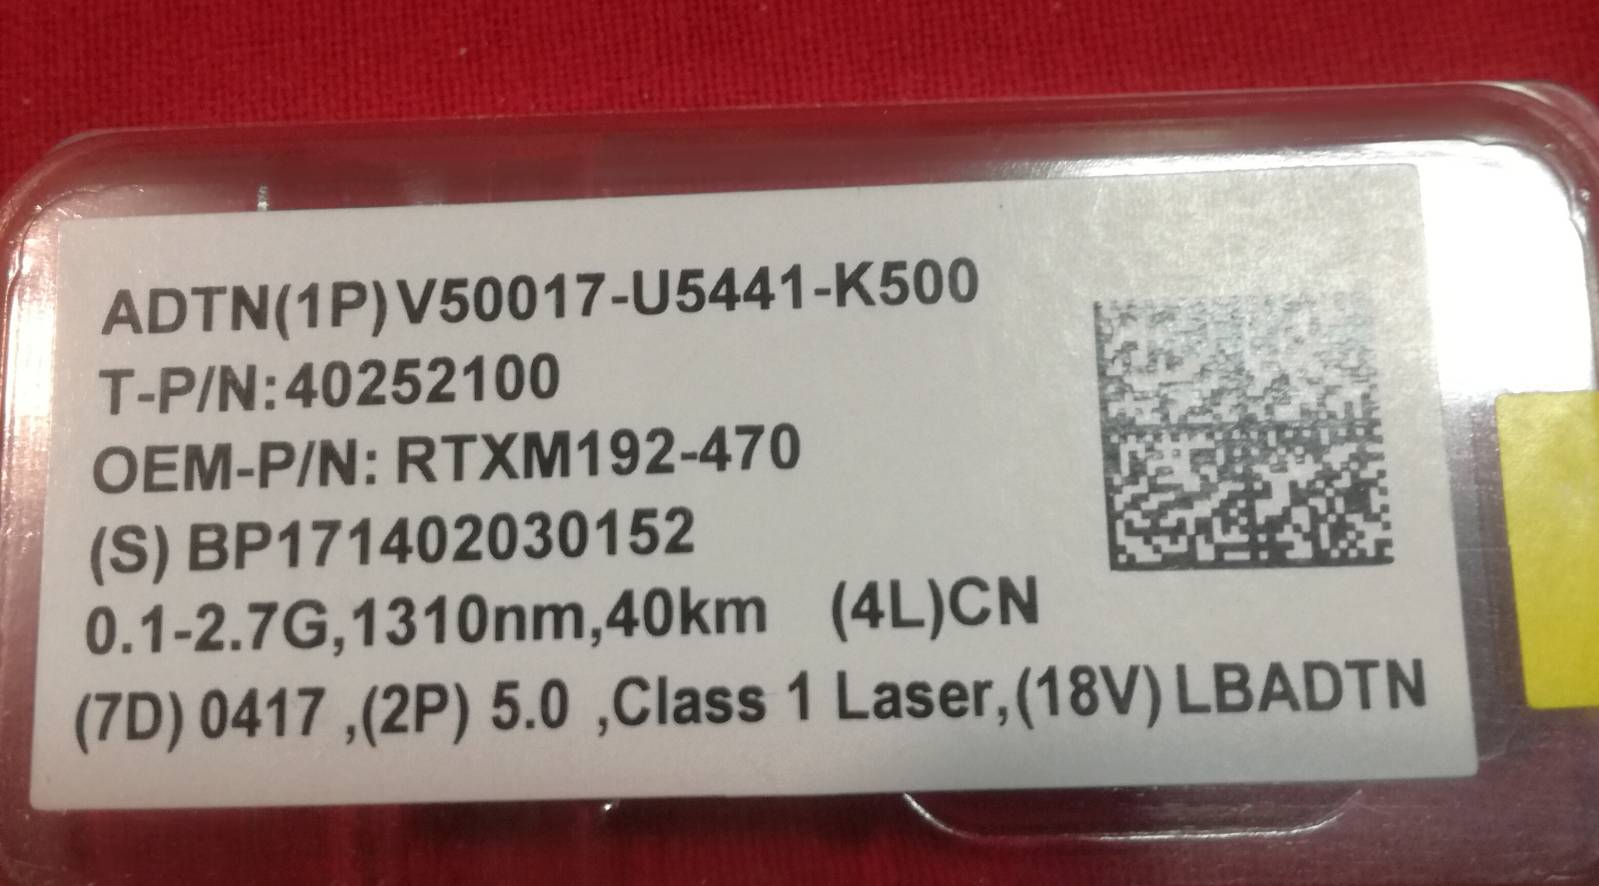 ADTN(1P)V50017-U5441-K500
T-P/N:40252100
OEM-P/N: RTXM192-470
(S) BP171402030152
0.1-2.7G,1310nm,40km (4L)CN
(7D) 0417 ,(2P) 5.0 ,Class 1 Laser,(18V) LBADTN